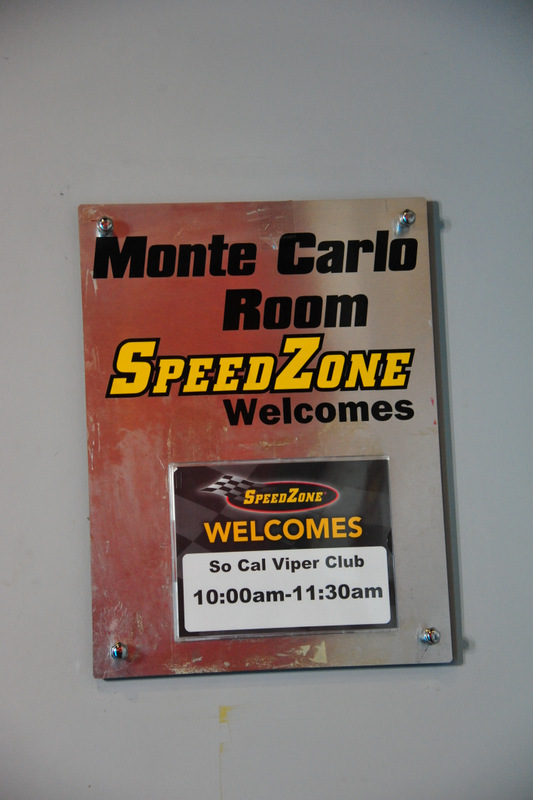 Monte Carlo
Room
SPEEDZONE
Welcomes
SPEEDZONE
WELCOMES
So Cal Viper Club
10:00am-11:30am